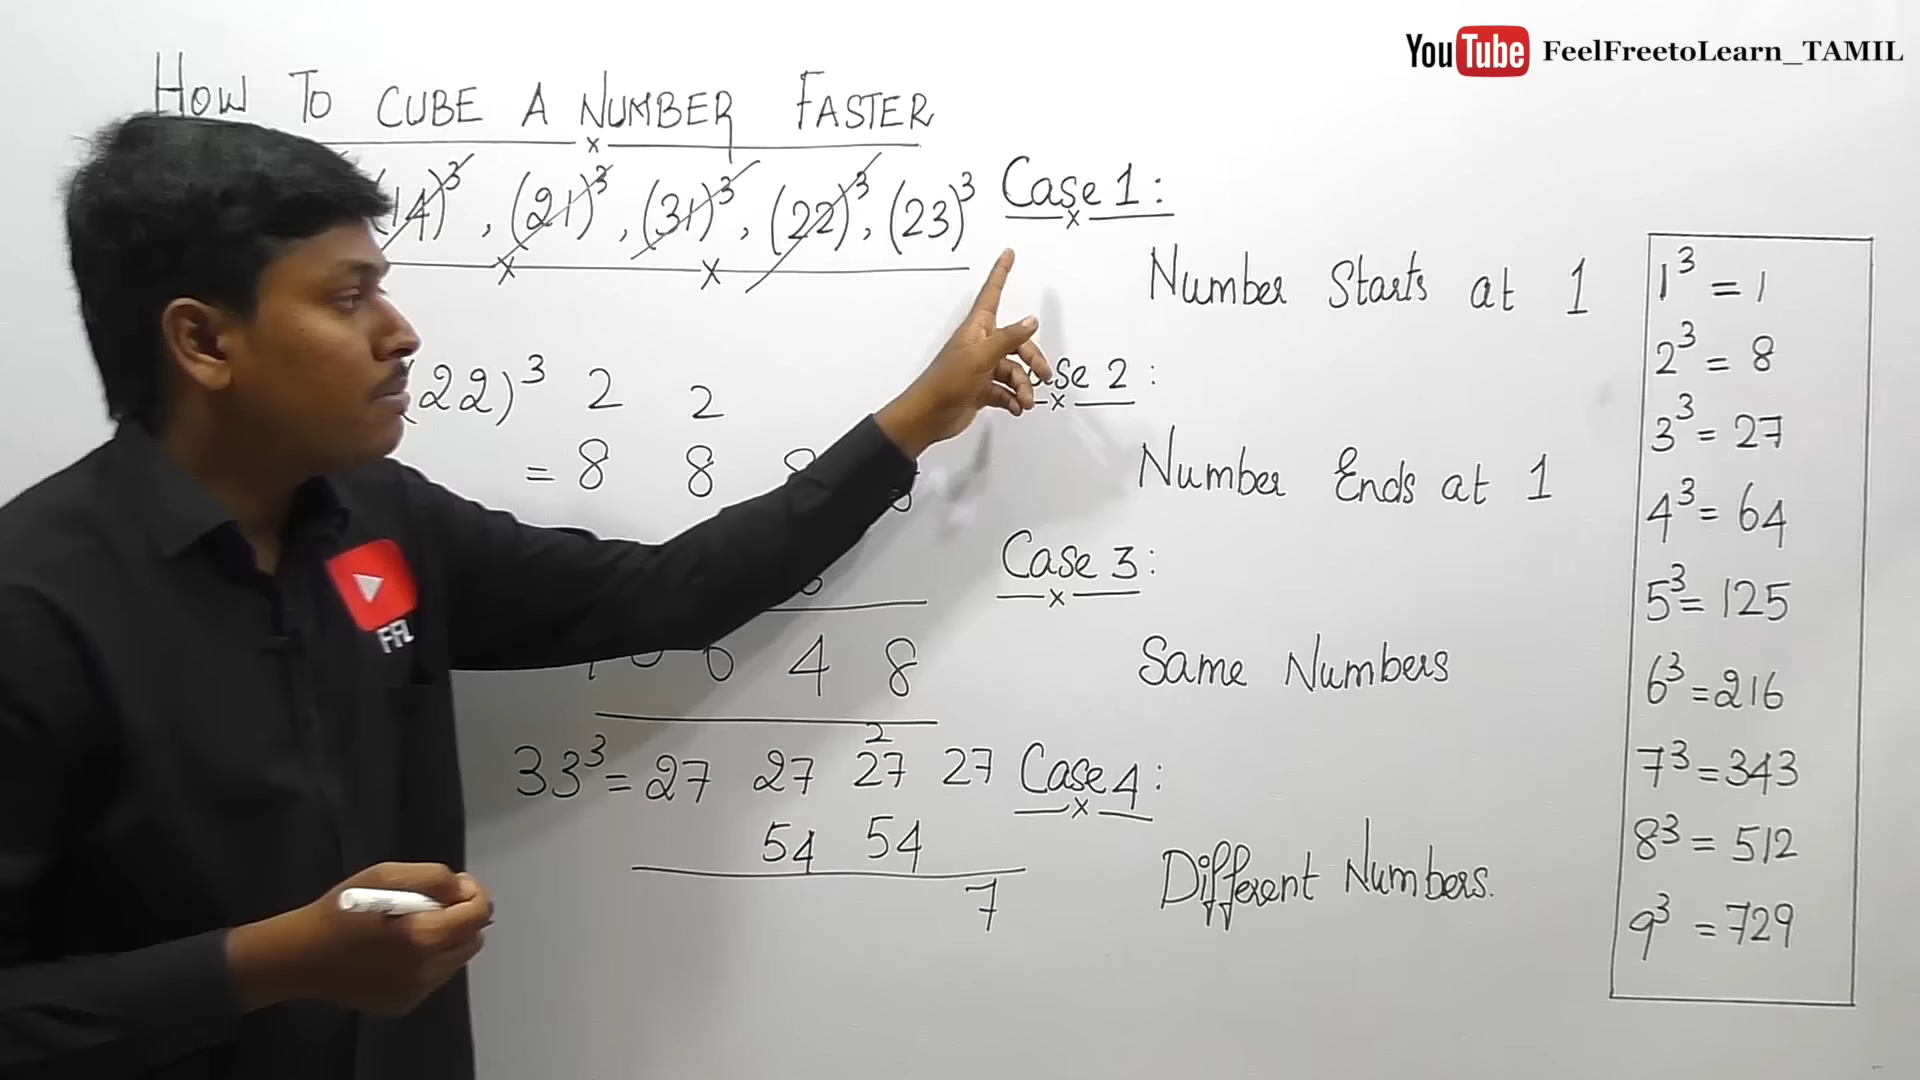 YouTube FeelFreetoLearn_TAMIL
HOW TO CUBE A NUMBER FASTER
14)³, (21)³, (31)³, (22)³, (23)³
Case 1:
Number Starts at 1
(22)³ 2 2
= 8 8 8
4 8
33³ = 27 27 27 27
2
54 54
7
Case 2:
Number Ends at 1
Case 3:
Same Numbers
Case 4:
Different Numbers.
1³ = 1
2³ = 8
3³ = 27
4³ = 64
5³ = 125
6³ = 216
7³ = 343
8³ = 512
9³ = 729
FFL